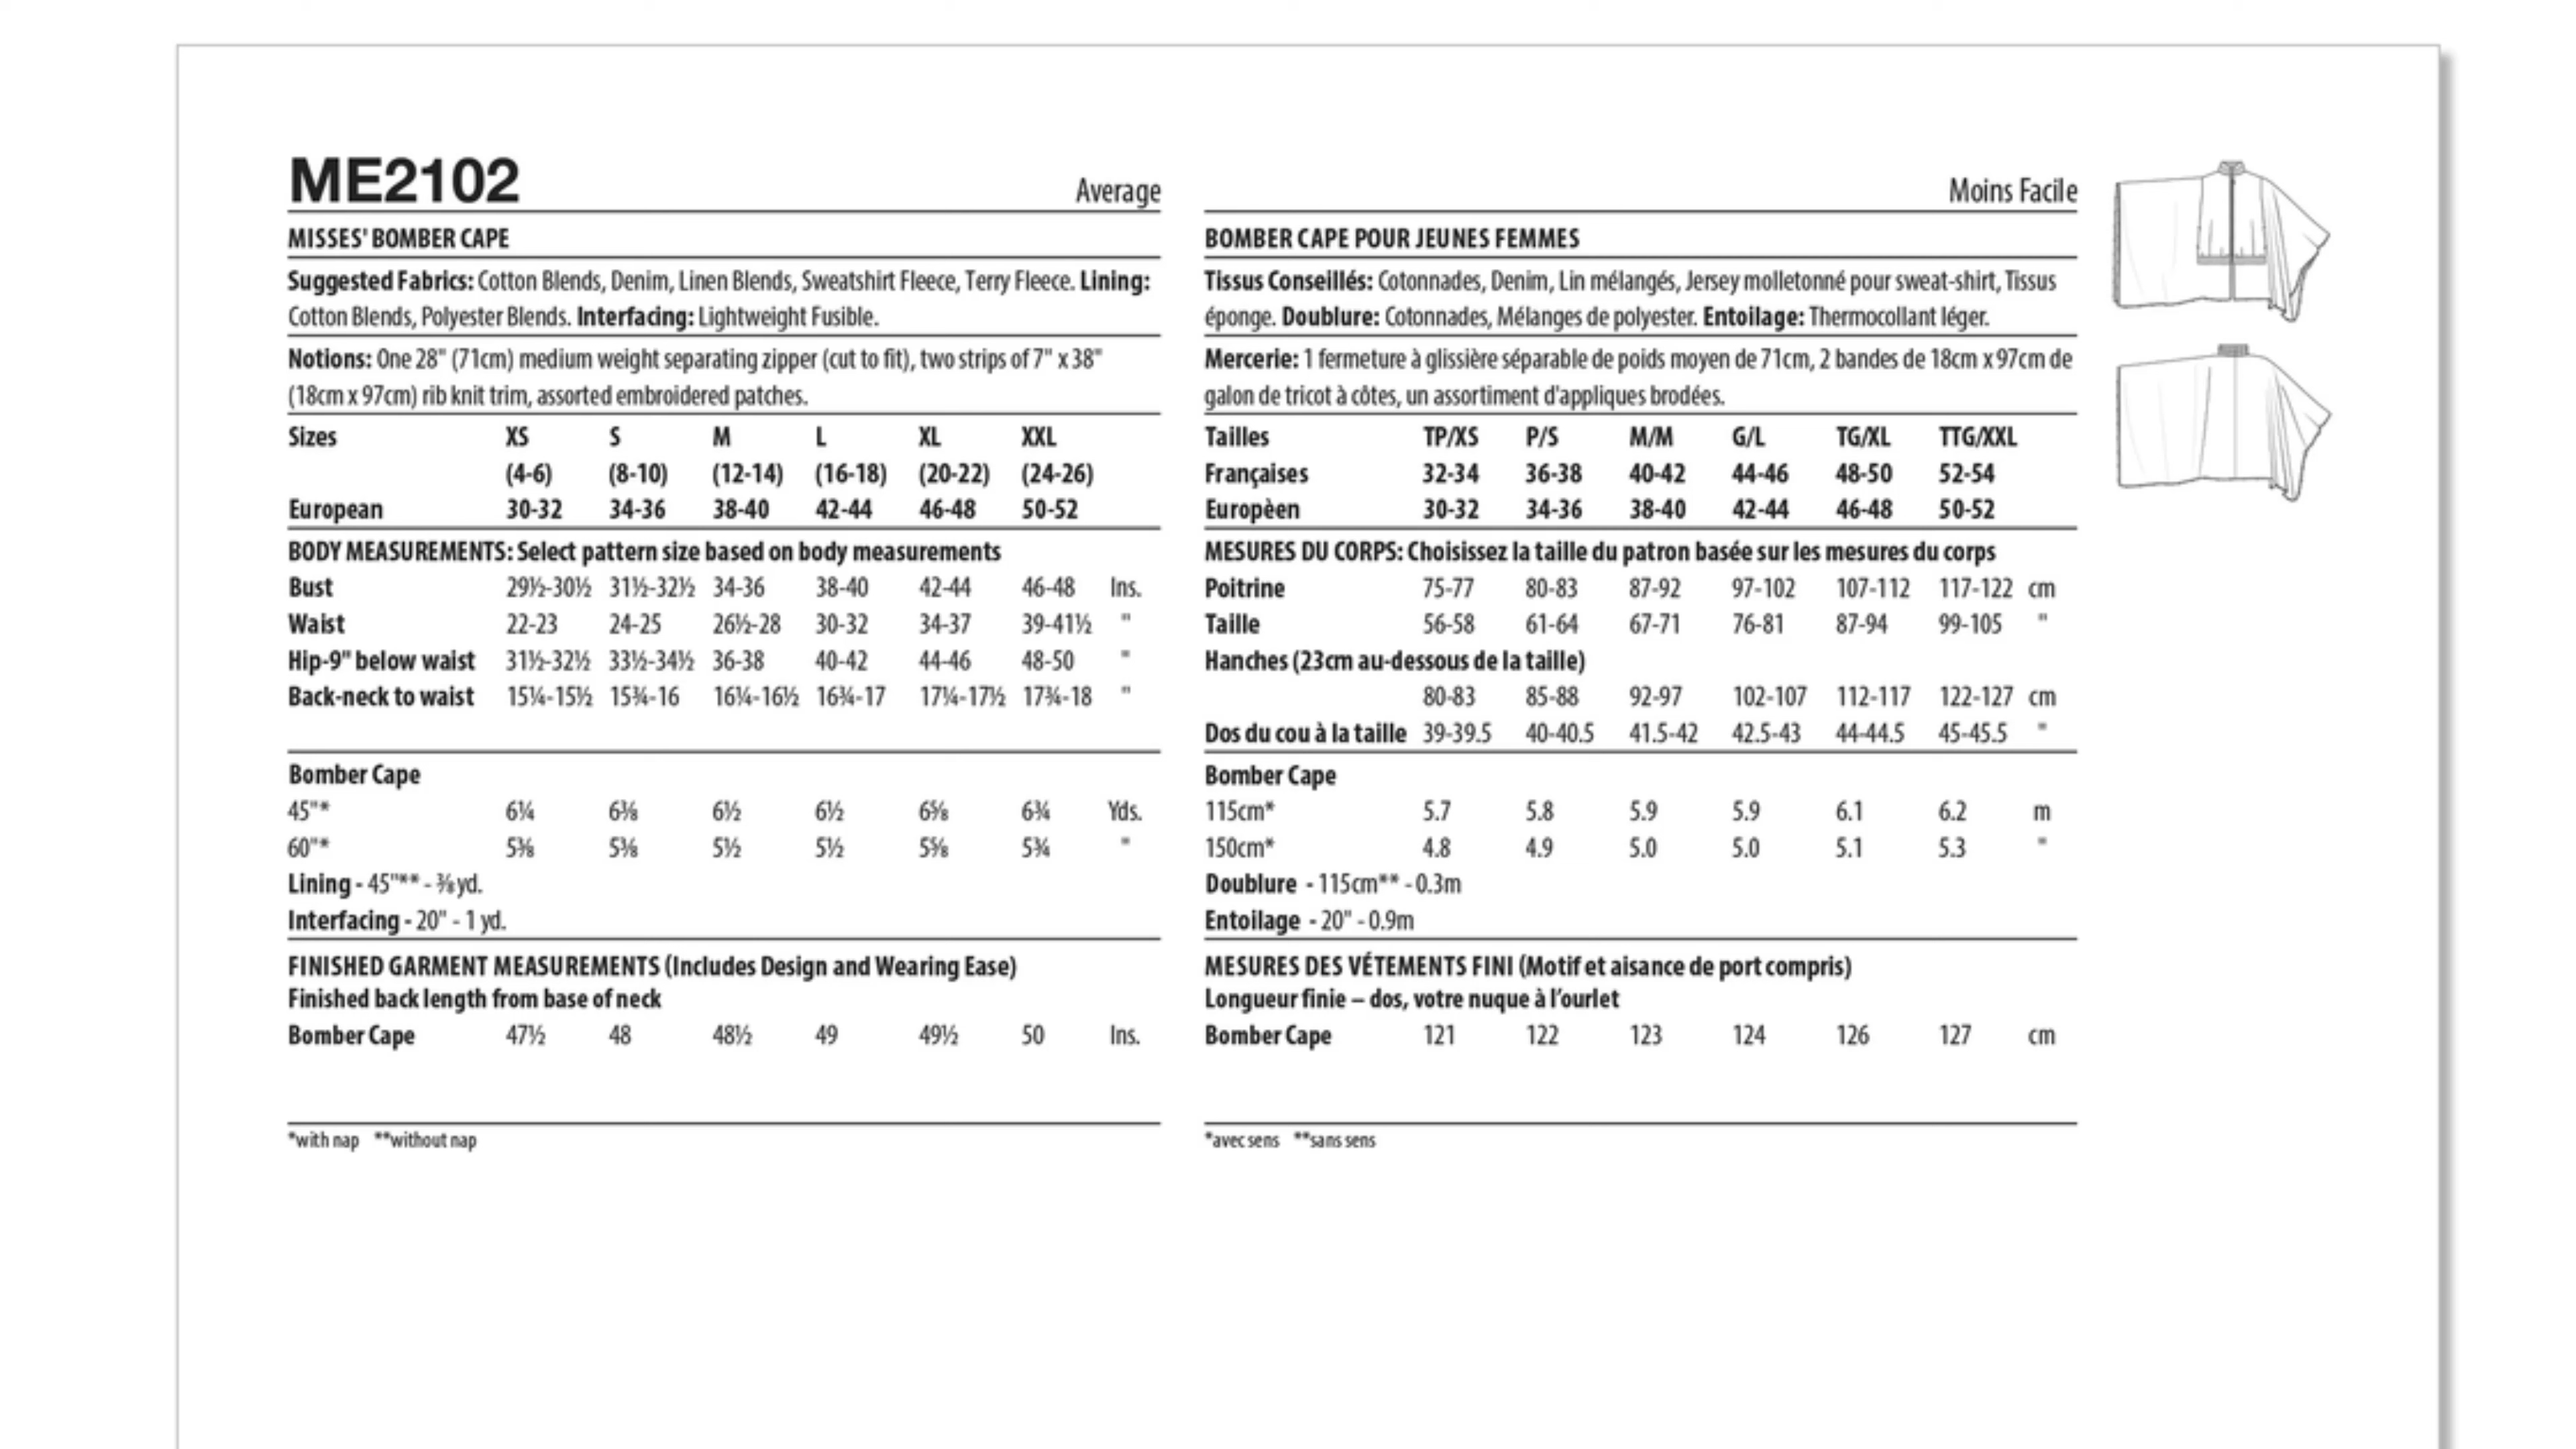 ME2102 Average
MISSES' BOMBER CAPE
Suggested Fabrics: Cotton Blends, Denim, Linen Blends, Sweatshirt Fleece, Terry Fleece. Lining:
Cotton Blends, Polyester Blends. Interfacing: Lightweight Fusible.
Notions: One 28" (71cm) medium weight separating zipper (cut to fit), two strips of 7" x 38"
(18cm x 97cm) rib knit trim, assorted embroidered patches.
Sizes XS S M L XL XXL
(4-6) (8-10) (12-14) (16-18) (20-22) (24-26)
European 30-32 34-36 38-40 42-44 46-48 50-52
BODY MEASUREMENTS: Select pattern size based on body measurements
Bust 29½-30½ 31½-32½ 34-36 38-40 42-44 46-48 Ins.
Waist 22-23 24-25 26½-28 30-32 34-37 39-41½ "
Hip-9" below waist 31½-32½ 33½-34½ 36-38 40-42 44-46 48-50 "
Back-neck to waist 15¼-15½ 15¾-16 16¼-16½ 16¾-17 17¼-17½ 17¾-18 "
Bomber Cape
45"* 6¼ 6⅜ 6½ 6½ 6⅝ 6¾ Yds.
60"* 5⅜ 5⅜ 5½ 5½ 5⅝ 5¾ "
Lining - 45"** - ⅜ yd.
Interfacing - 20" - 1 yd.
FINISHED GARMENT MEASUREMENTS (Includes Design and Wearing Ease)
Finished back length from base of neck
Bomber Cape 47½ 48 48½ 49 49½ 50 Ins.
*with nap **without nap
Moins Facile
BOMBER CAPE POUR JEUNES FEMMES
Tissus Conseillés: Cotonnades, Denim, Lin mélangés, Jersey molletonné pour sweat-shirt, Tissus
éponge. Doublure: Cotonnades, Mélanges de polyester. Entoilage: Thermocollant léger.
Mercerie: 1 fermeture à glissière séparable de poids moyen de 71cm, 2 bandes de 18cm x 97cm de
galon de tricot à côtes, un assortiment d'appliques brodées.
Tailles TP/XS P/S M/M G/L TG/XL TTG/XXL
Françaises 32-34 36-38 40-42 44-46 48-50 52-54
Europèen 30-32 34-36 38-40 42-44 46-48 50-52
MESURES DU CORPS: Choisissez la taille du patron basée sur les mesures du corps
Poitrine 75-77 80-83 87-92 97-102 107-112 117-122 cm
Taille 56-58 61-64 67-71 76-81 87-94 99-105 "
Hanches (23cm au-dessous de la taille)
80-83 85-88 92-97 102-107 112-117 122-127 cm
Dos du cou à la taille 39-39.5 40-40.5 41.5-42 42.5-43 44-44.5 45-45.5 "
Bomber Cape
115cm* 5.7 5.8 5.9 5.9 6.1 6.2 m
150cm* 4.8 4.9 5.0 5.0 5.1 5.3 "
Doublure - 115cm** - 0.3m
Entoilage - 20" - 0.9m
MESURES DES VÉTEMENTS FINI (Motif et aisance de port compris)
Longueur finie – dos, votre nuque à l’ourlet
Bomber Cape 121 122 123 124 126 127 cm
*avec sens **sans sens